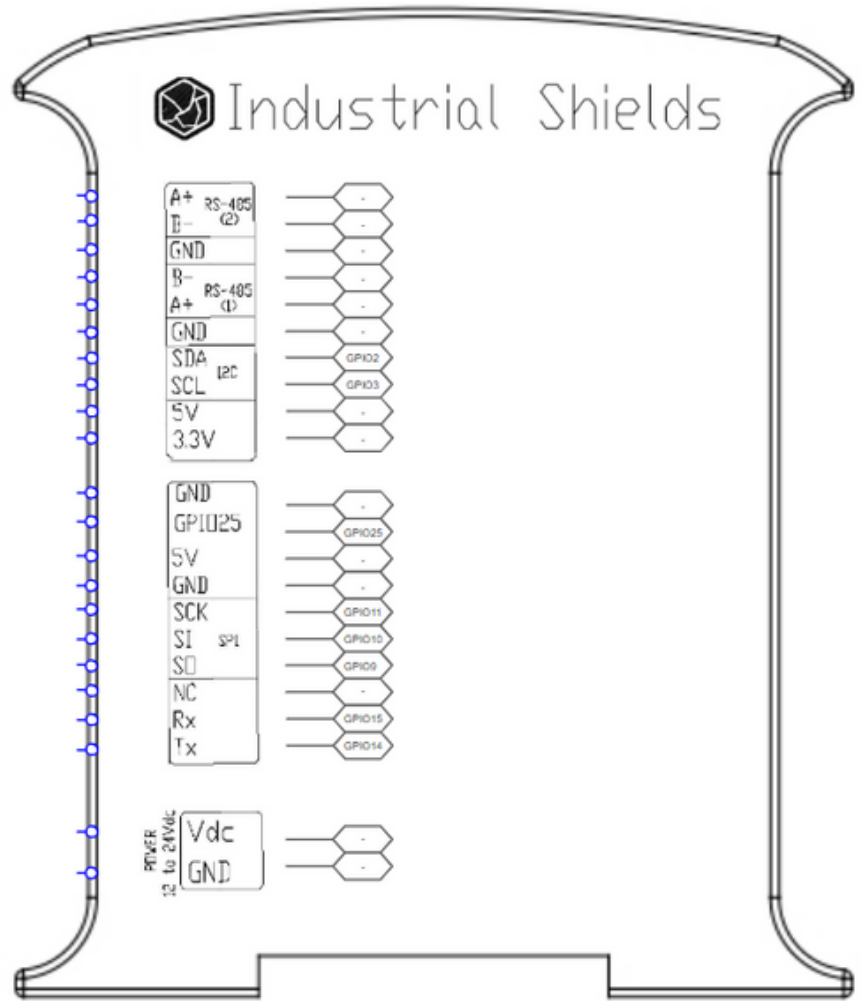 Industrial Shields
A+ RS-485 (2) -
B- -
GND -
B- RS-485 (1) -
A+ -
GND -
SDA I2C GPIO2
SCL GPIO3
5V -
3.3V -
GND -
GPIO25 GPIO25
5V -
GND -
SCK GPIO11
SI SPI GPIO10
SO GPIO9
NC -
Rx GPIO15
Tx GPIO14
POWER
12 to 24Vdc
Vdc -
GND -